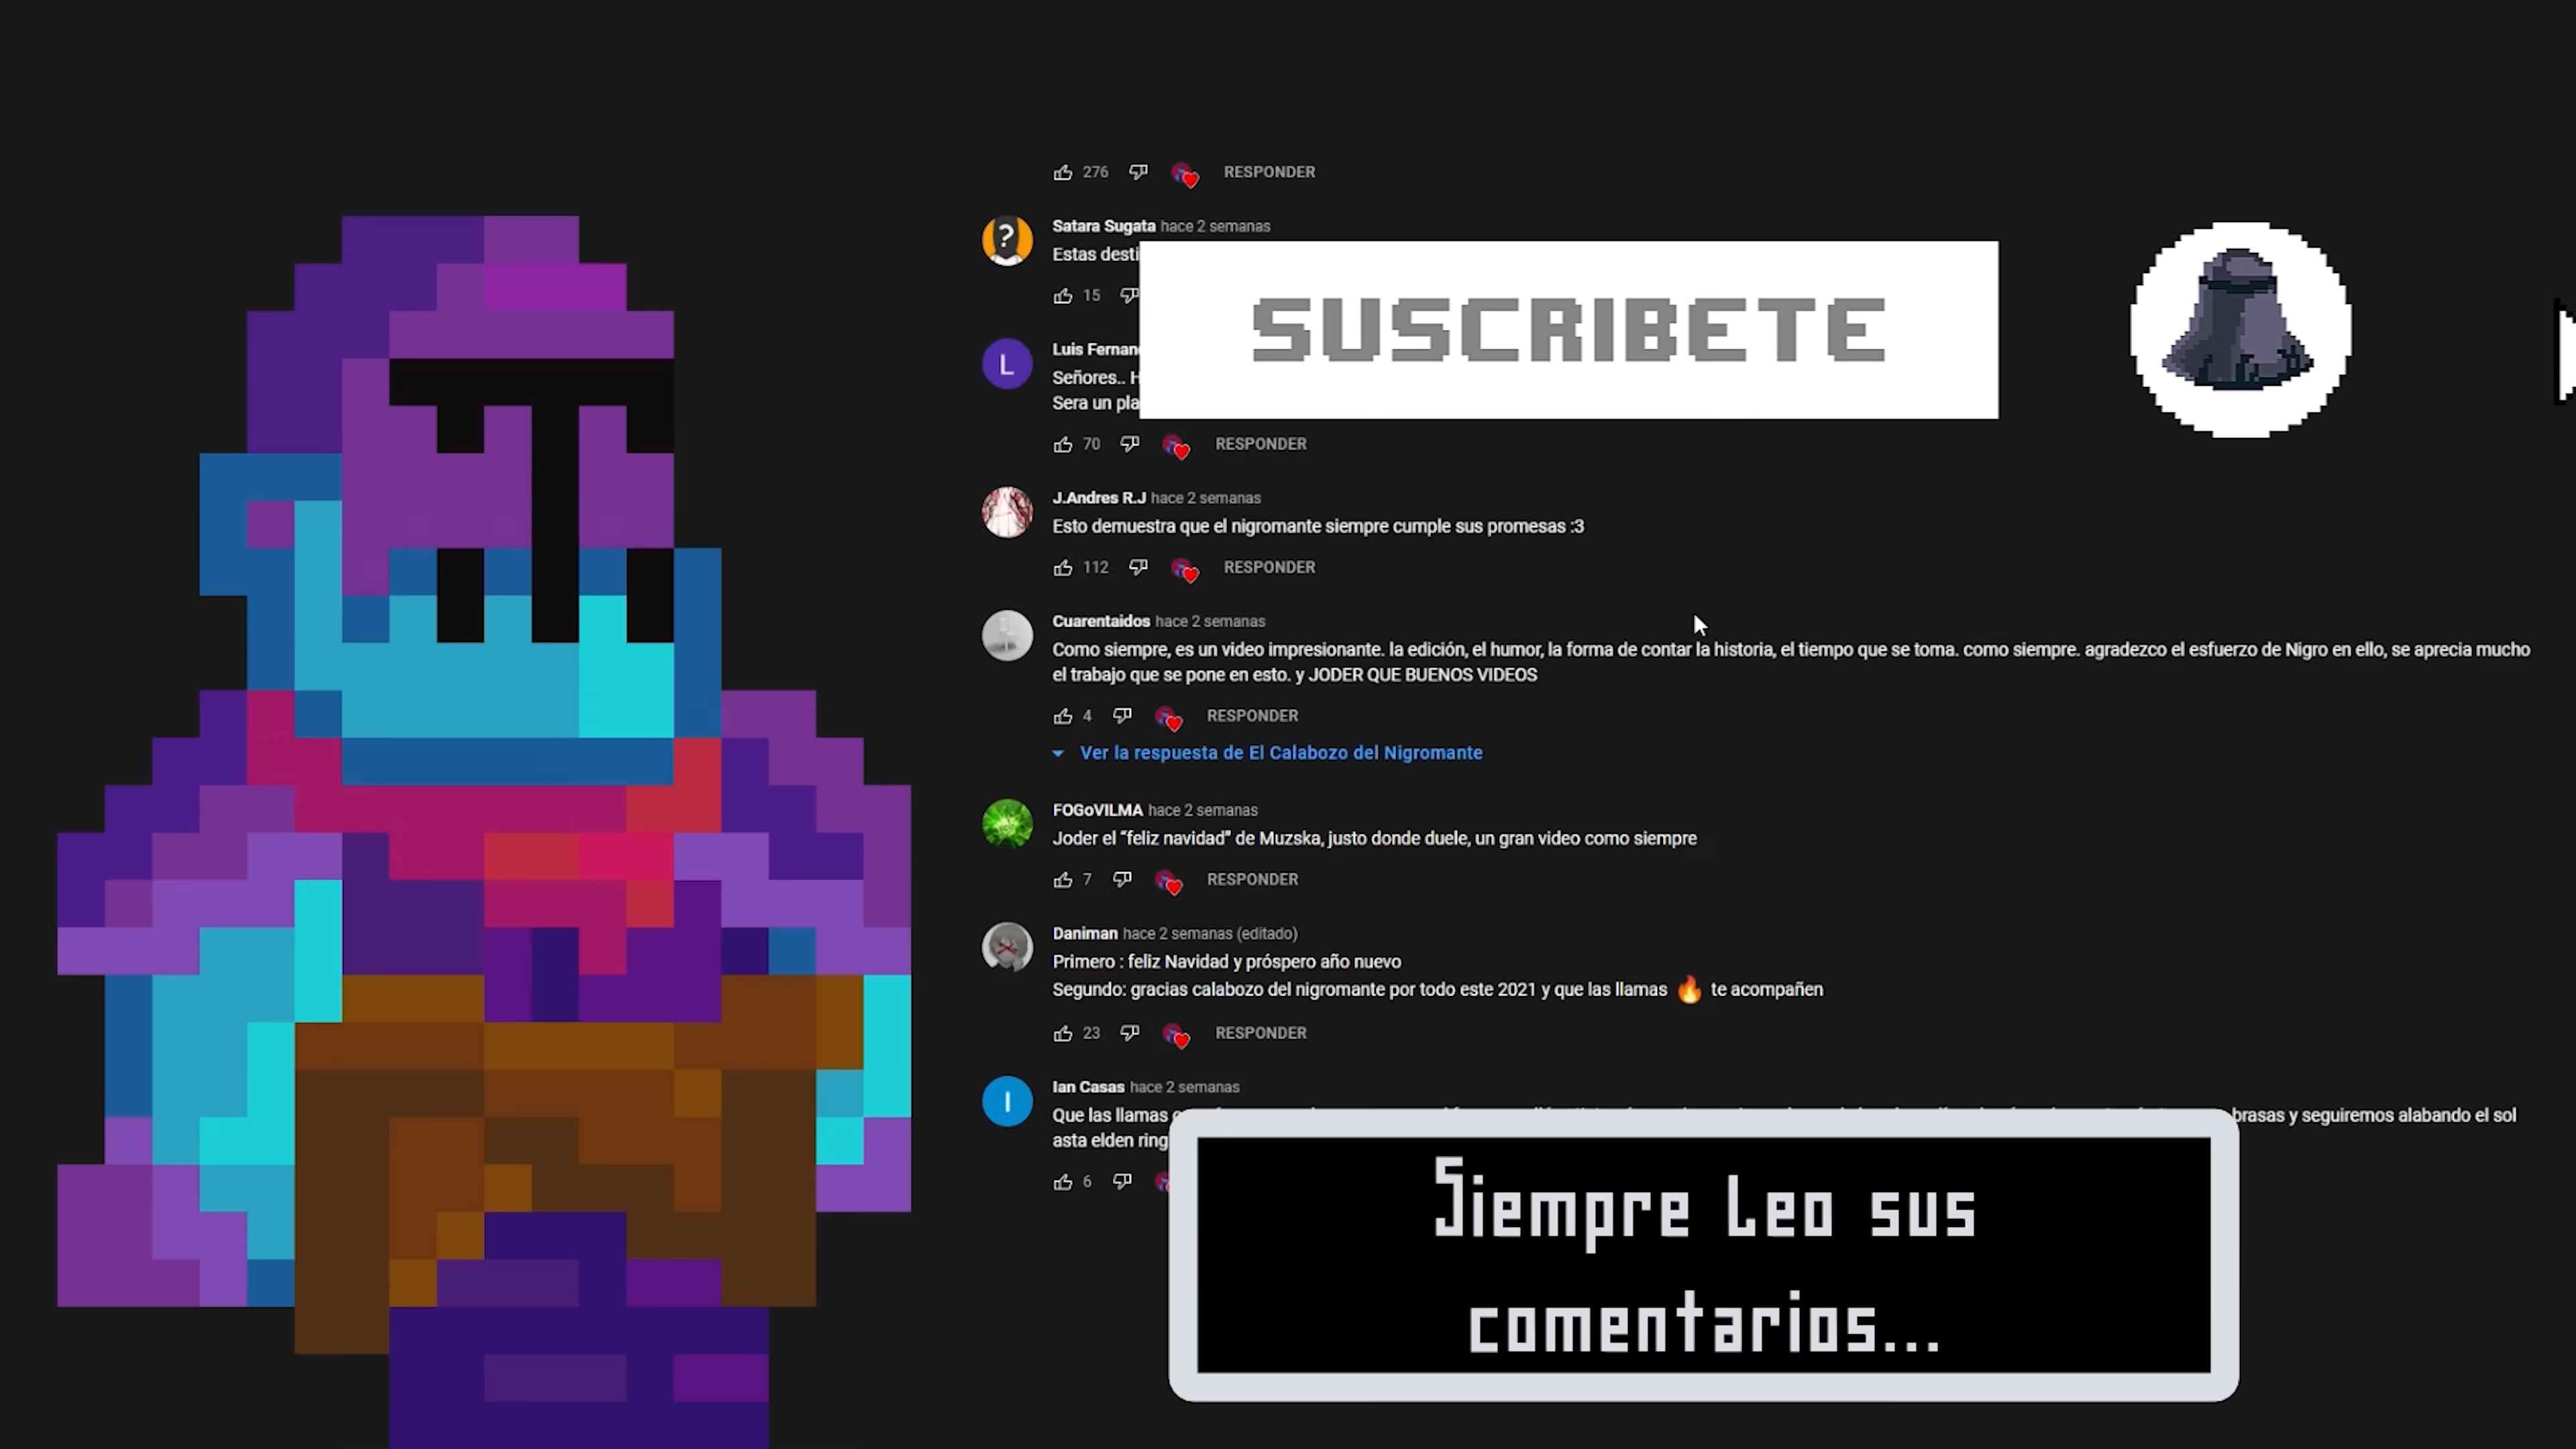 276 RESPONDER
?
Satara Sugata hace 2 semanas
Estas
15
SUSCRIBETE
L
Luis
Señores..
Sera un
70 RESPONDER
J.Andres R.J hace 2 semanas
Esto demuestra que el nigromante siempre cumple sus promesas :3
112 RESPONDER
Cuarentaidos hace 2 semanas
Como siempre, es un video impresionante. la edición, el humor, la forma de contar la historia, el tiempo que se toma. como siempre. agradezco el esfuerzo de Nigro en ello, se aprecia mucho
el trabajo que se pone en esto. y JODER QUE BUENOS VIDEOS
4 RESPONDER
Ver la respuesta de El Calabozo del Nigromante
FOGoVILMA hace 2 semanas
Joder el "feliz navidad" de Muzska, justo donde duele, un gran video como siempre
7 RESPONDER
Daniman hace 2 semanas (editado)
Primero : feliz Navidad y próspero año nuevo
Segundo: gracias calabozo del nigromante por todo este 2021 y que las llamas 🔥 te acompañen
23 RESPONDER
I
Ian Casas hace 2 semanas
Que las llamas brasas y seguiremos alabando el sol
asta elden ring
6
Siempre Leo sus
comentarios...